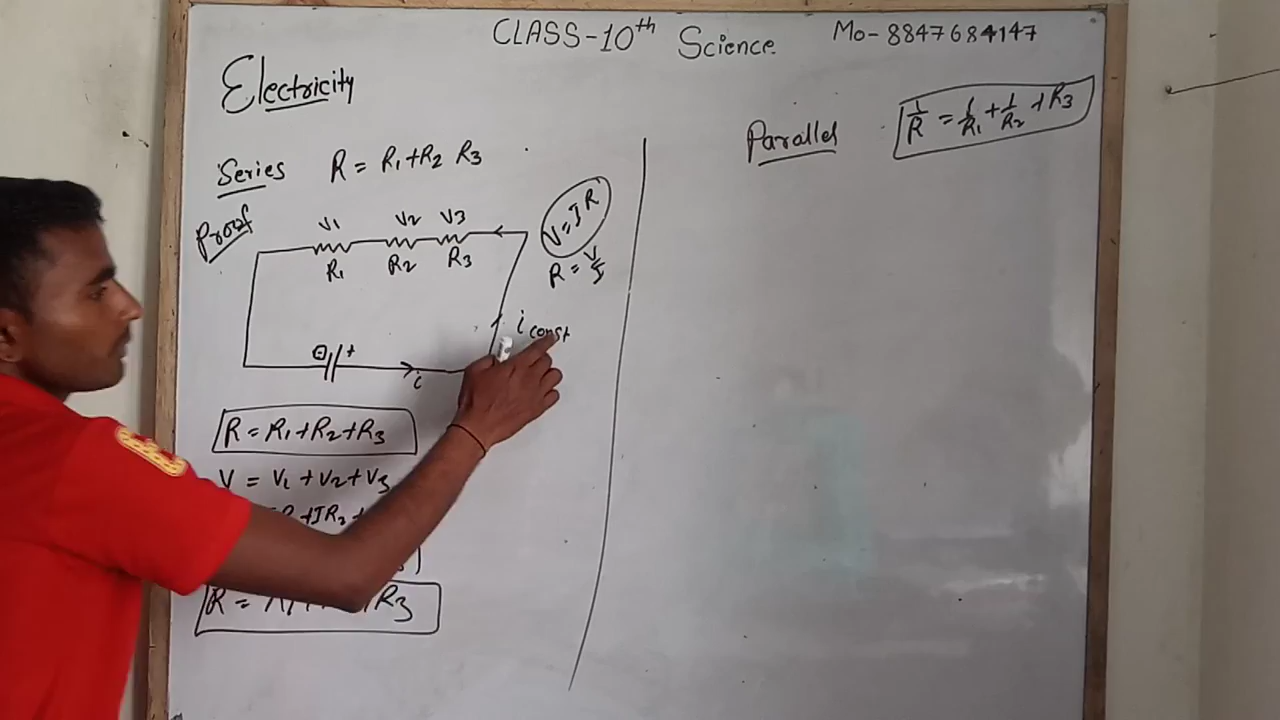 CLASS-10th Science Mo-8847684147
Electricity
Series R = R1+R2 R3
Proof
V1 V2 V3
R1 R2 R3
V=IR
R = V/I
i const
⊖ +
i
R = R1+R2+R3
V = V1+V2+V3
+IR2+
R = R3
Parallel 1/R = 1/R1 + 1/R2 + R3